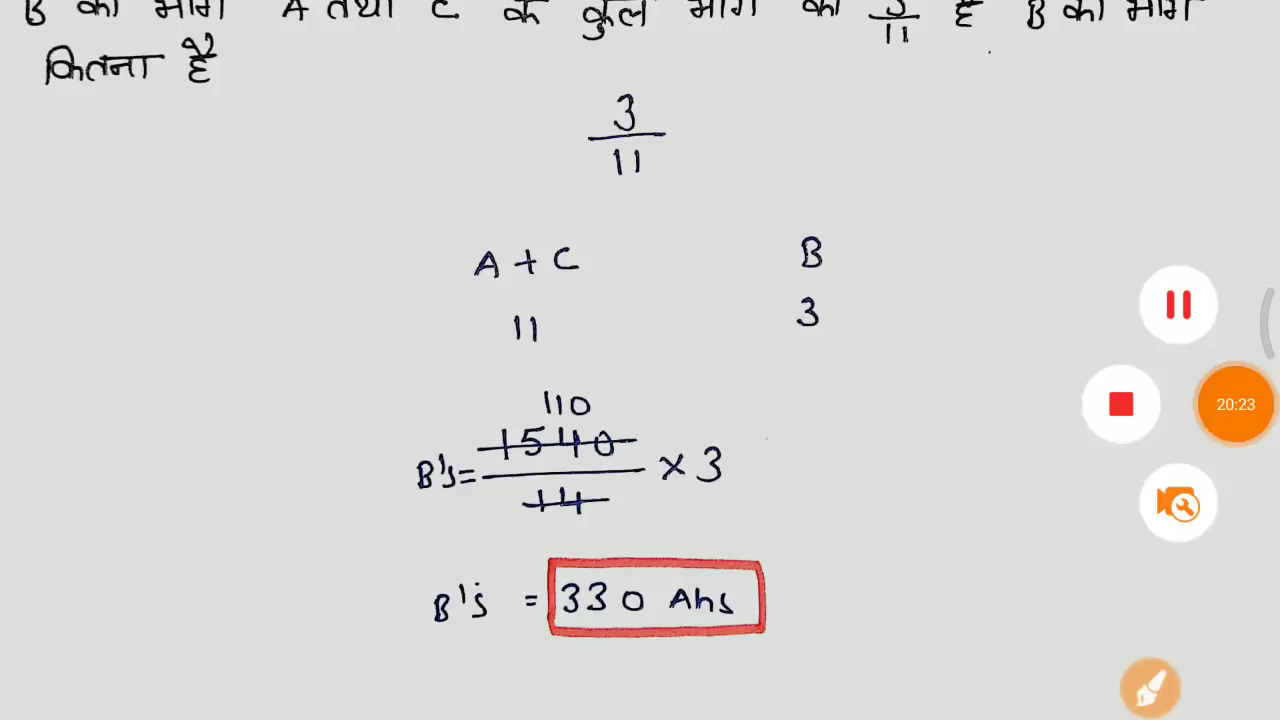 B का भाग A तथा C के कुल भाग का 3/11 है B का भाग
कितना है
3
11
A + C B
11 3
110
B's = 1540/14 × 3
B's = 330 Ans
20:23